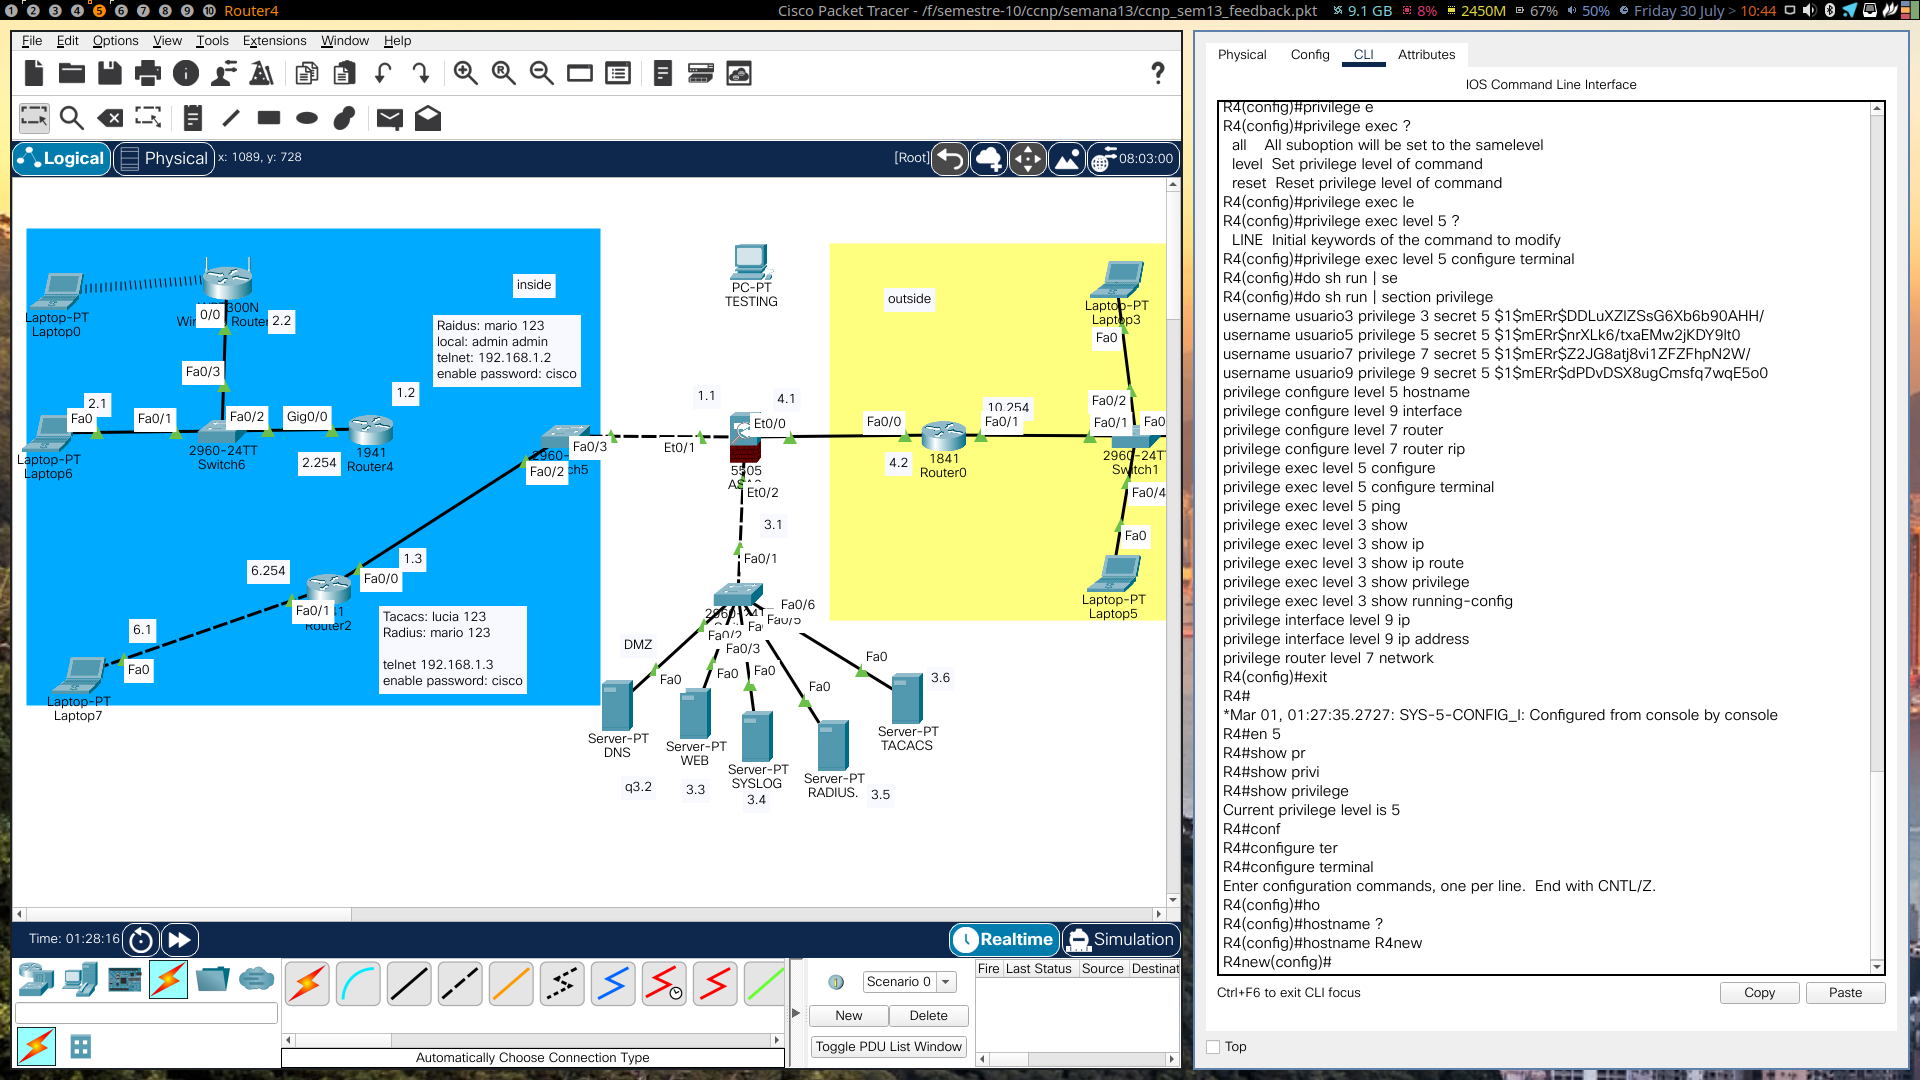 1 2 3 4 5 6 7 8 9 10 Router4
Cisco Packet Tracer - /f/semestre-10/ccnp/semana13/ccnp_sem13_feedback.pkt
9.1 GB 8% 2450M 67% 50% Friday 30 July > 10:44
File Edit Options View Tools Extensions Window Help
?
Logical Physical x: 1089, y: 728
[Root] 08:03:00
inside
Raidus: mario 123
local: admin admin
telnet: 192.168.1.2
enable password: cisco
Laptop-PT
Laptop0
0/0
300N
Router
2.2
Fa0/3
2.1
Fa0
Fa0/1
Fa0/2
Gig0/0
1.2
Laptop-PT
Laptop6
2960-24TT
Switch6
2.254
1941
Router4
Fa0/3
Fa0/2
6.254
1.3
Fa0/0
Fa0/1
Router2
6.1
Fa0
Laptop-PT
Laptop7
Tacacs: lucia 123
Radius: mario 123
telnet 192.168.1.3
enable password: cisco
PC-PT
TESTING
1.1
4.1
Et0/0
Et0/1
5505
Et0/2
3.1
Fa0/1
Fa0/6
Fa0/5
Fa0/2
Fa0/3
DMZ
Fa0
Fa0
Fa0
Fa0
Fa0
3.6
Server-PT
DNS
q3.2
Server-PT
WEB
3.3
Server-PT
SYSLOG
3.4
Server-PT
RADIUS.
3.5
Server-PT
TACACS
outside
Laptop-PT
Laptop3
Fa0
Fa0/2
Fa0/0
10.254
Fa0/1
Fa0/1
Fa0
4.2
1841
Router0
2960-24T
Switch1
Fa0/4
Fa0
Laptop-PT
Laptop5
Time: 01:28:16
Realtime Simulation
Automatically Choose Connection Type
Scenario 0
New Delete
Toggle PDU List Window
Fire Last Status Source Destinat
Physical Config CLI Attributes
IOS Command Line Interface
R4(config)#privilege e
R4(config)#privilege exec ?
all All suboption will be set to the samelevel
level Set privilege level of command
reset Reset privilege level of command
R4(config)#privilege exec le
R4(config)#privilege exec level 5 ?
LINE Initial keywords of the command to modify
R4(config)#privilege exec level 5 configure terminal
R4(config)#do sh run | se
R4(config)#do sh run | section privilege
username usuario3 privilege 3 secret 5 $1$mERr$DDLuXZIZSsG6Xb6b90AHH/
username usuario5 privilege 5 secret 5 $1$mERr$nrXLk6/txaEMw2jKDY9lt0
username usuario7 privilege 7 secret 5 $1$mERr$Z2JG8atj8vi1ZFZFhpN2W/
username usuario9 privilege 9 secret 5 $1$mERr$dPDvDSX8ugCmsfq7wqE5o0
privilege configure level 5 hostname
privilege configure level 9 interface
privilege configure level 7 router
privilege configure level 7 router rip
privilege exec level 5 configure
privilege exec level 5 configure terminal
privilege exec level 5 ping
privilege exec level 3 show
privilege exec level 3 show ip
privilege exec level 3 show ip route
privilege exec level 3 show privilege
privilege exec level 3 show running-config
privilege interface level 9 ip
privilege interface level 9 ip address
privilege router level 7 network
R4(config)#exit
R4#
*Mar 01, 01:27:35.2727: SYS-5-CONFIG_I: Configured from console by console
R4#en 5
R4#show pr
R4#show privi
R4#show privilege
Current privilege level is 5
R4#conf
R4#configure ter
R4#configure terminal
Enter configuration commands, one per line. End with CNTL/Z.
R4(config)#ho
R4(config)#hostname ?
R4(config)#hostname R4new
R4new(config)#
Ctrl+F6 to exit CLI focus
Copy Paste
Top